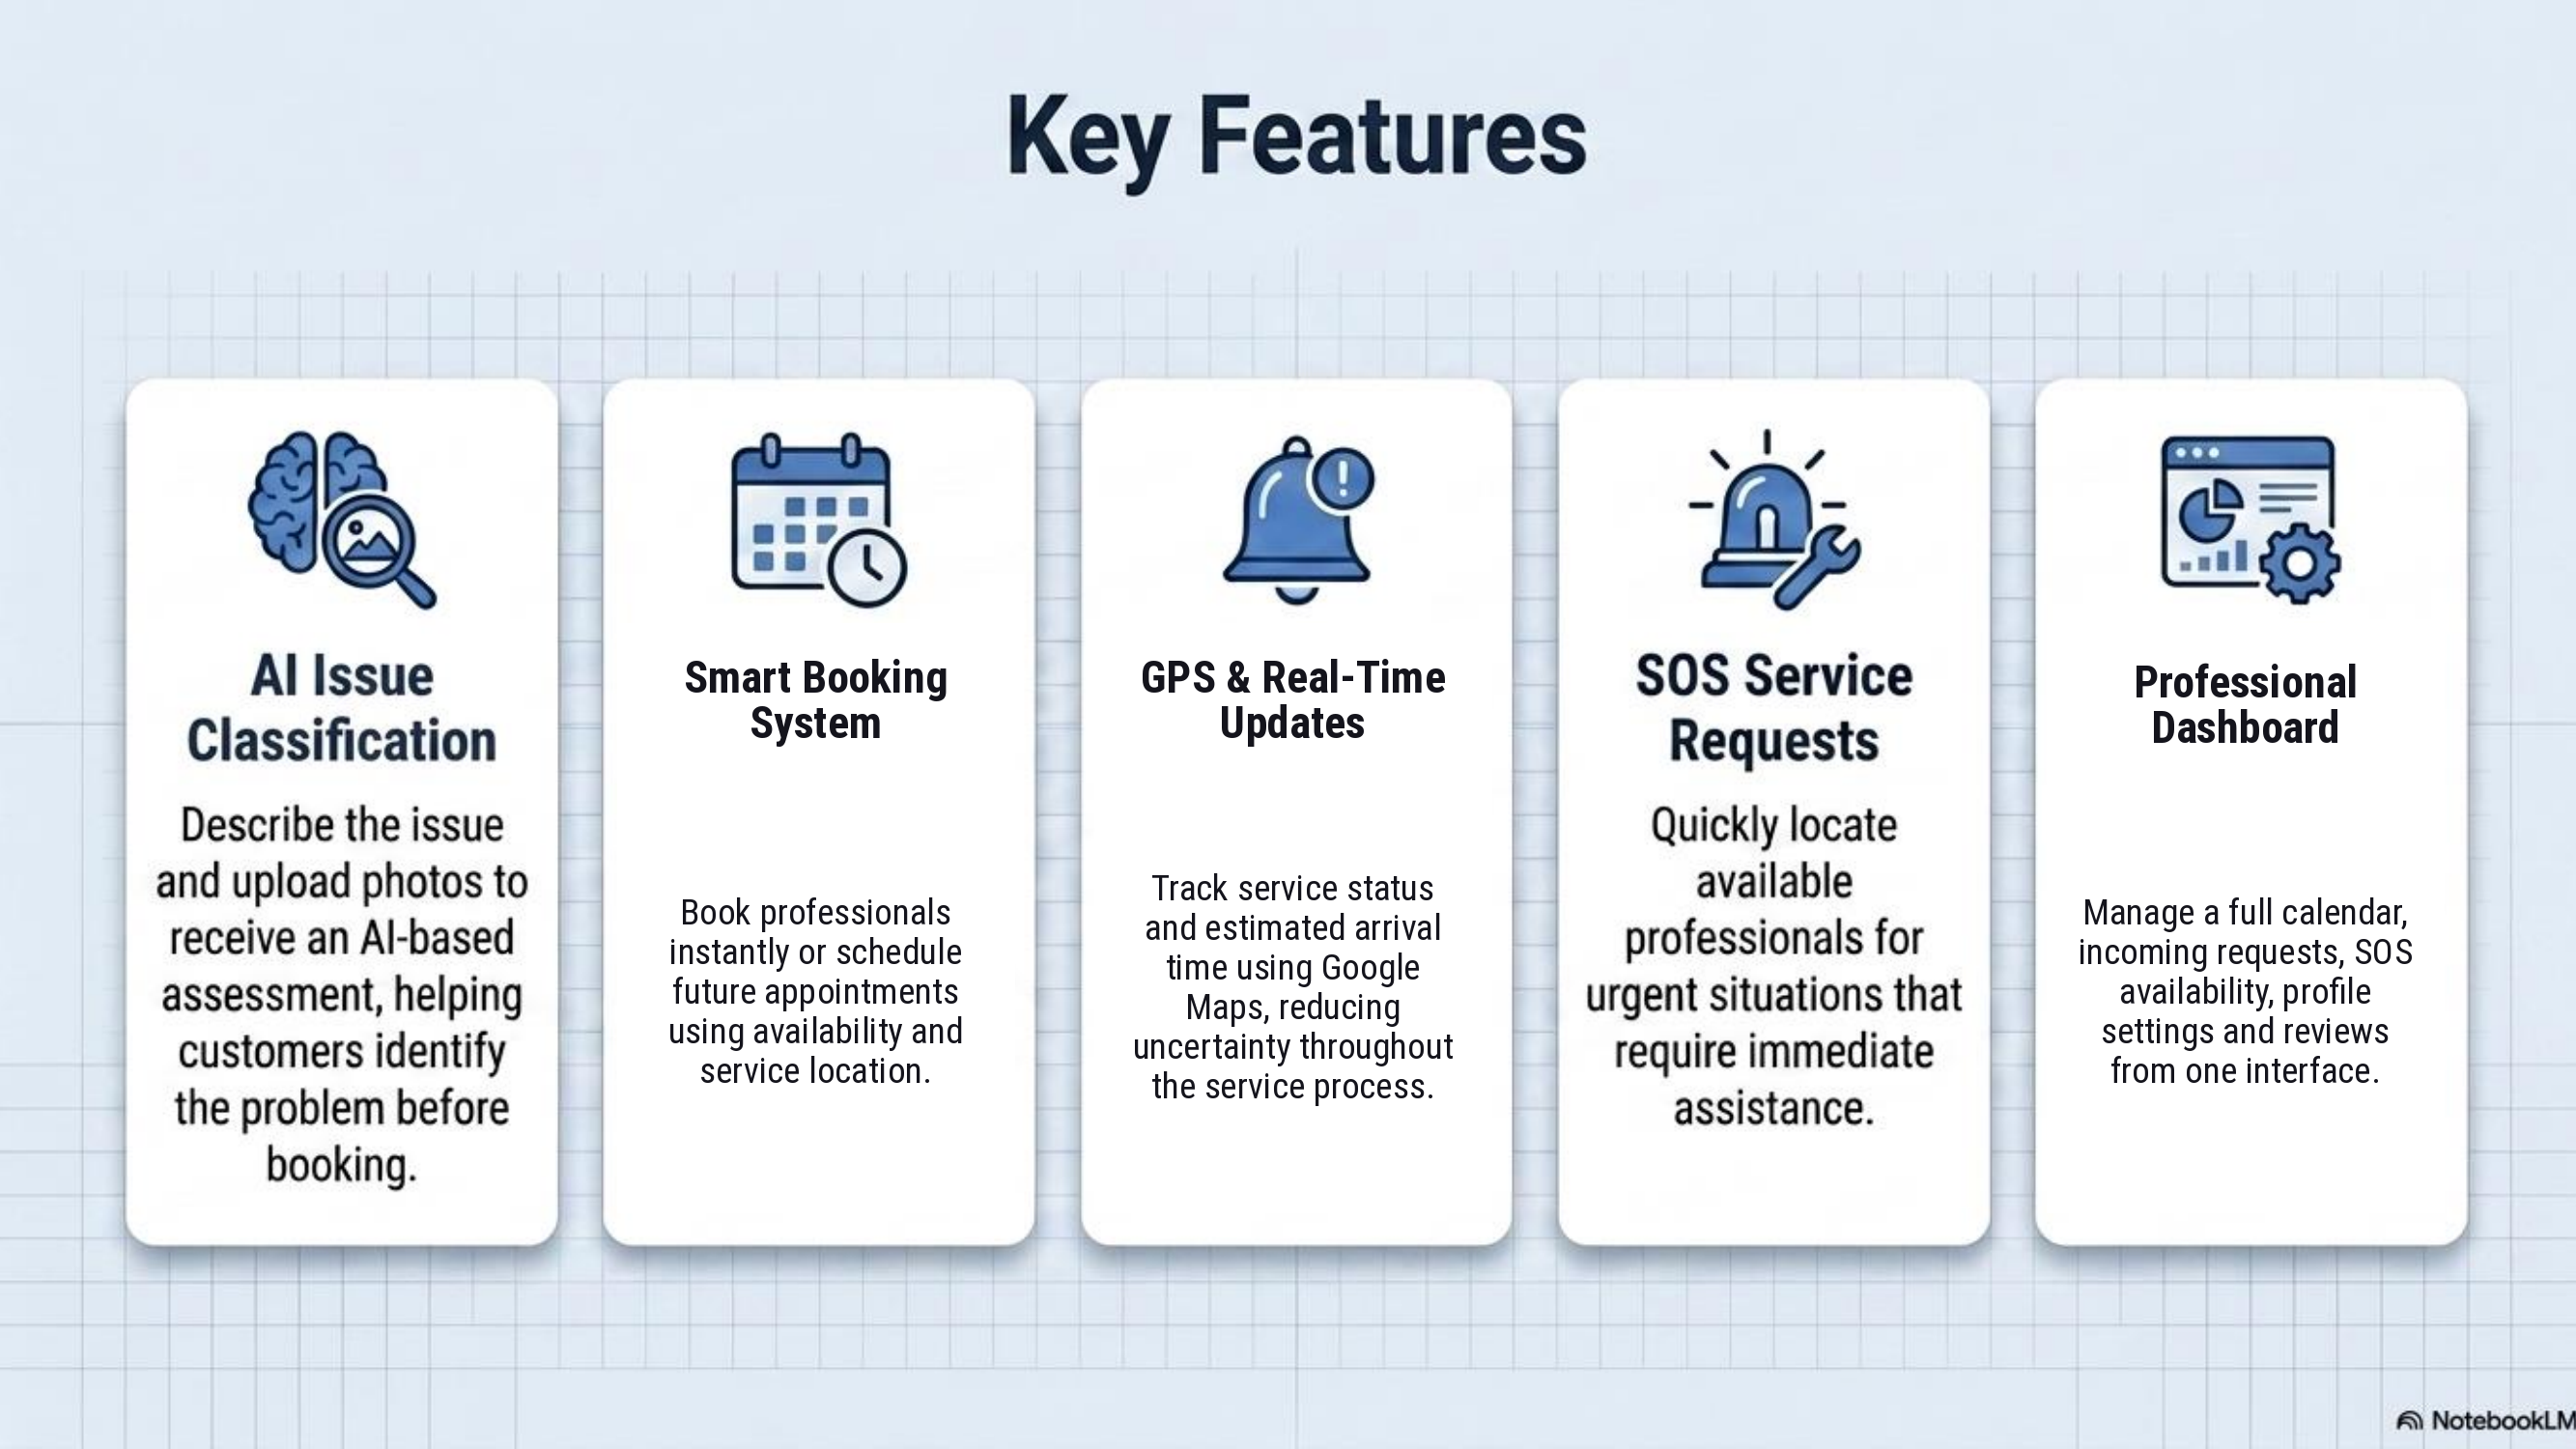 Key Features
AI Issue
Classification
Describe the issue
and upload photos to
receive an AI-based
assessment, helping
customers identify
the problem before
booking.
Smart Booking
System
Book professionals
instantly or schedule
future appointments
using availability and
service location.
GPS & Real-Time
Updates
Track service status
and estimated arrival
time using Google
Maps, reducing
uncertainty throughout
the service process.
SOS Service
Requests
Quickly locate
available
professionals for
urgent situations that
require immediate
assistance.
Professional
Dashboard
Manage a full calendar,
incoming requests, SOS
availability, profile
settings and reviews
from one interface.
NotebookLM